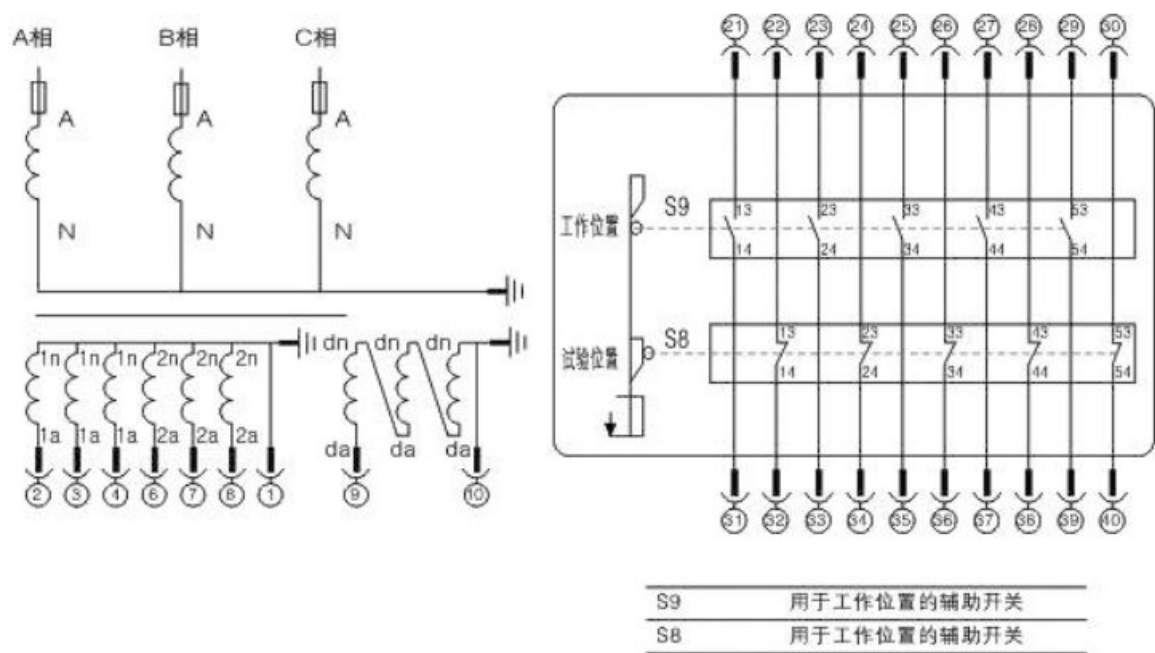 A相 B相 C相
A A A
N N N
1n 1n 1n 2n 2n 2n dn dn dn
1a 1a 1a 2a 2a 2a da da da
2 3 4 6 7 8 1 9 10
21 22 23 24 25 26 27 28 29 30
工作位置 S9 13 23 33 43 53
14 24 34 44 54
试验位置 S8 13 23 33 43 53
14 24 34 44 54
31 32 33 34 35 36 37 38 39 40
S9 用于工作位置的辅助开关
S8 用于工作位置的辅助开关